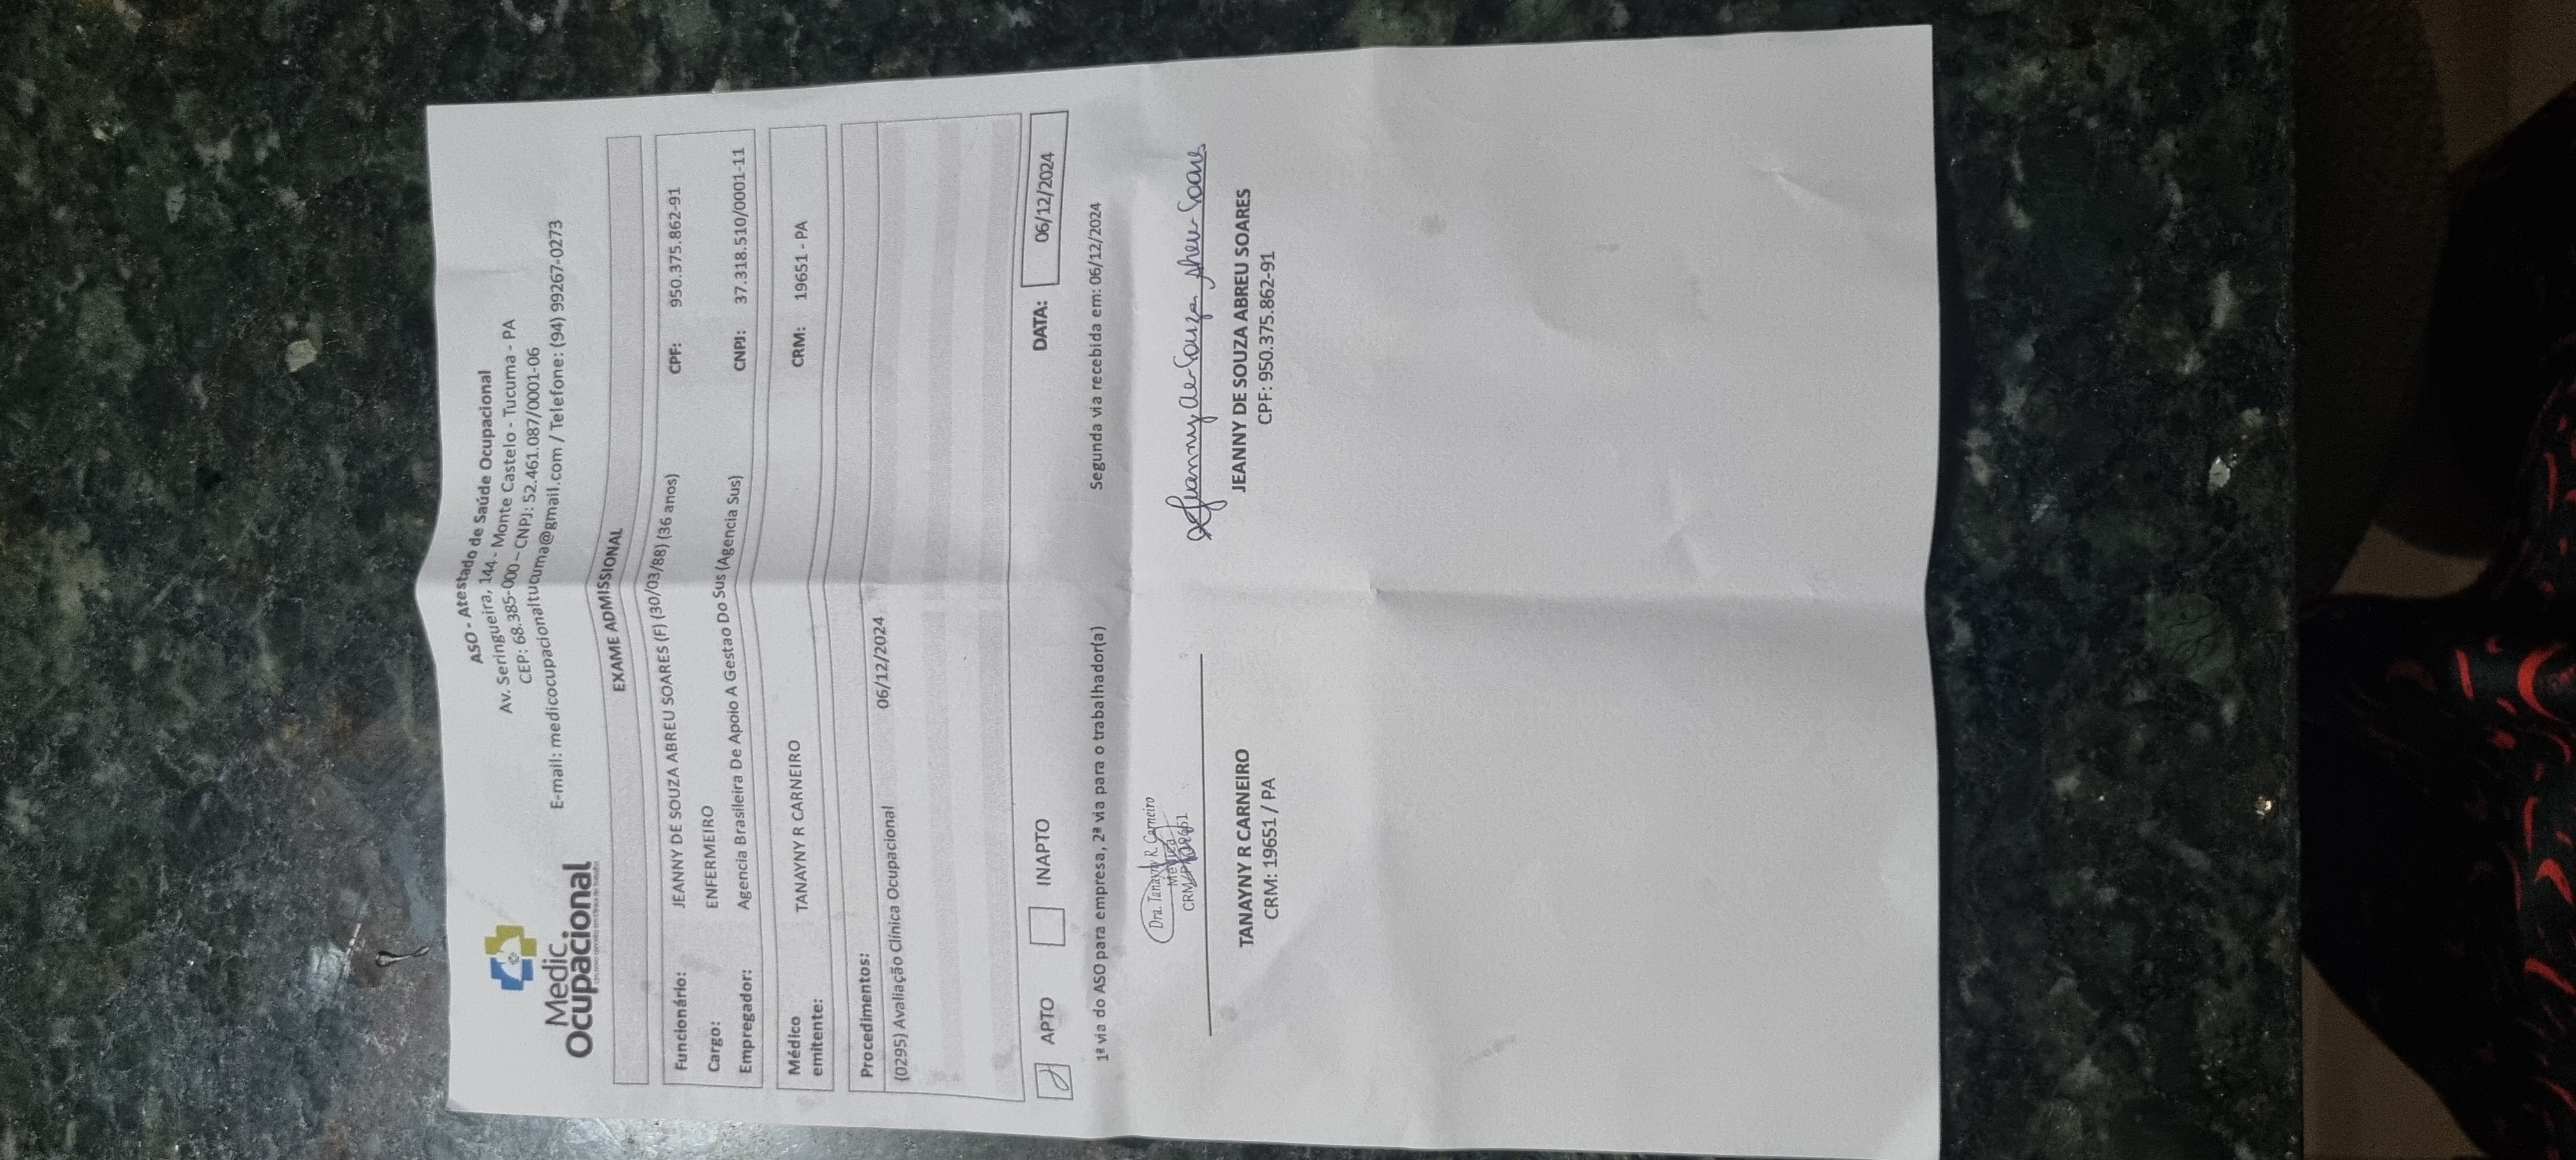 ASO - Atestado de Saúde Ocupacional
Av. Seringueira, 144 - Monte Castelo - Tucuma - PA
CEP: 68.385-000 – CNPJ: 52.461.087/0001-06
E-mail: medicocupacionaltucuma@gmail.com / Telefone: (94) 99267-0273
Medic
Ocupacional
EXAME ADMISSIONAL
Funcionário: JEANNY DE SOUZA ABREU SOARES (F) (30/03/88) (36 anos) CPF: 950.375.862-91
Cargo: ENFERMEIRO
Empregador: Agencia Brasileira De Apoio A Gestao Do Sus (Agencia Sus) CNPJ: 37.318.510/0001-11
Médico
emitente: TANAYNY R CARNEIRO CRM: 19651 - PA
Procedimentos:
(0295) Avaliação Clínica Ocupacional 06/12/2024
APTO INAPTO DATA: 06/12/2024
1ª via do ASO para empresa, 2ª via para o trabalhador(a) Segunda via recebida em: 06/12/2024
Dra. Tanayny R. Carneiro
Médica
CRM/PA 19651
Jeanny de Souza Abreu Soares
TANAYNY R CARNEIRO JEANNY DE SOUZA ABREU SOARES
CRM: 19651 / PA CPF: 950.375.862-91